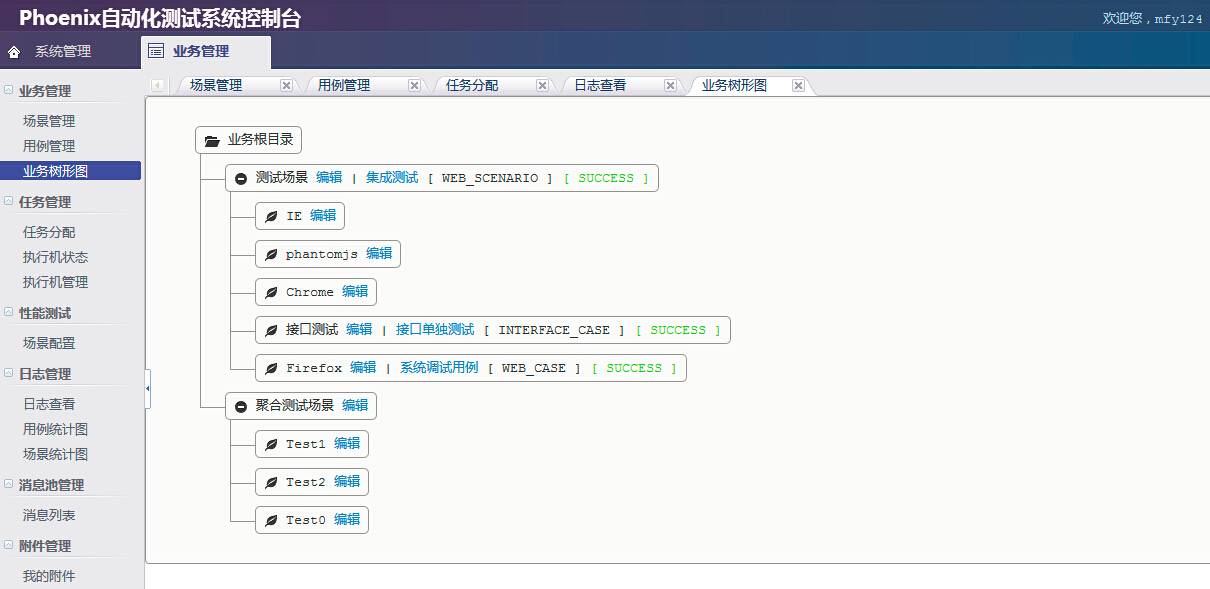 Phoenix自动化测试系统控制台
欢迎您，mfy124
系统管理
业务管理
场景管理
用例管理
任务分配
日志查看
业务树形图
业务管理
场景管理
用例管理
业务树形图
任务管理
任务分配
执行机状态
执行机管理
性能测试
场景配置
日志管理
日志查看
用例统计图
场景统计图
消息池管理
消息列表
附件管理
我的附件
业务根目录
测试场景 编辑 | 集成测试 [ WEB_SCENARIO ] [ SUCCESS ]
IE 编辑
phantomjs 编辑
Chrome 编辑
接口测试 编辑 | 接口单独测试 [ INTERFACE_CASE ] [ SUCCESS ]
Firefox 编辑 | 系统调试用例 [ WEB_CASE ] [ SUCCESS ]
聚合测试场景 编辑
Test1 编辑
Test2 编辑
Test0 编辑